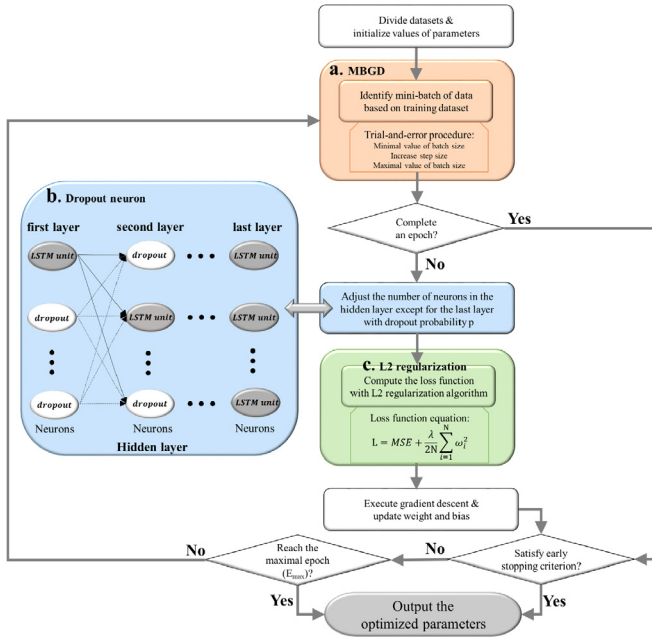 Divide datasets &
initialize values of parameters
a. MBGD
Identify mini-batch of data
based on training dataset
Trial-and-error procedure:
Minimal value of batch size
Increase step size
Maximal value of batch size
Complete
an epoch?
Yes
No
b. Dropout neuron
first layer second layer last layer
LSTM unit dropout LSTM unit
dropout LSTM unit LSTM unit
dropout dropout LSTM unit
Neurons Neurons Neurons
Hidden layer
Adjust the number of neurons in the
hidden layer except for the last layer
with dropout probability p
c. L2 regularization
Compute the loss function
with L2 regularization algorithm
Loss function equation:
L = MSE + λ/2N ∑_{i=1}^{N} ω_i^2
Execute gradient descent &
update weight and bias
Satisfy early
stopping criterion?
No
Yes
Reach the
maximal epoch
(E_max)?
No
Yes
Output the
optimized parameters